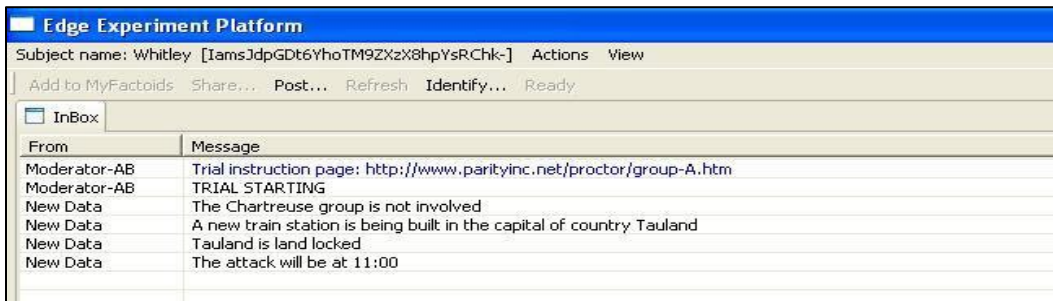 Edge Experiment Platform
Subject name: Whitley [IamsJdpGDt6YhoTM9ZXzX8hpYsRChk-] Actions View
Add to MyFactoids Share... Post... Refresh Identify... Ready
InBox
From Message
Moderator-AB Trial instruction page: http://www.parityinc.net/proctor/group-A.htm
Moderator-AB TRIAL STARTING
New Data The Chartreuse group is not involved
New Data A new train station is being built in the capital of country Tauland
New Data Tauland is land locked
New Data The attack will be at 11:00